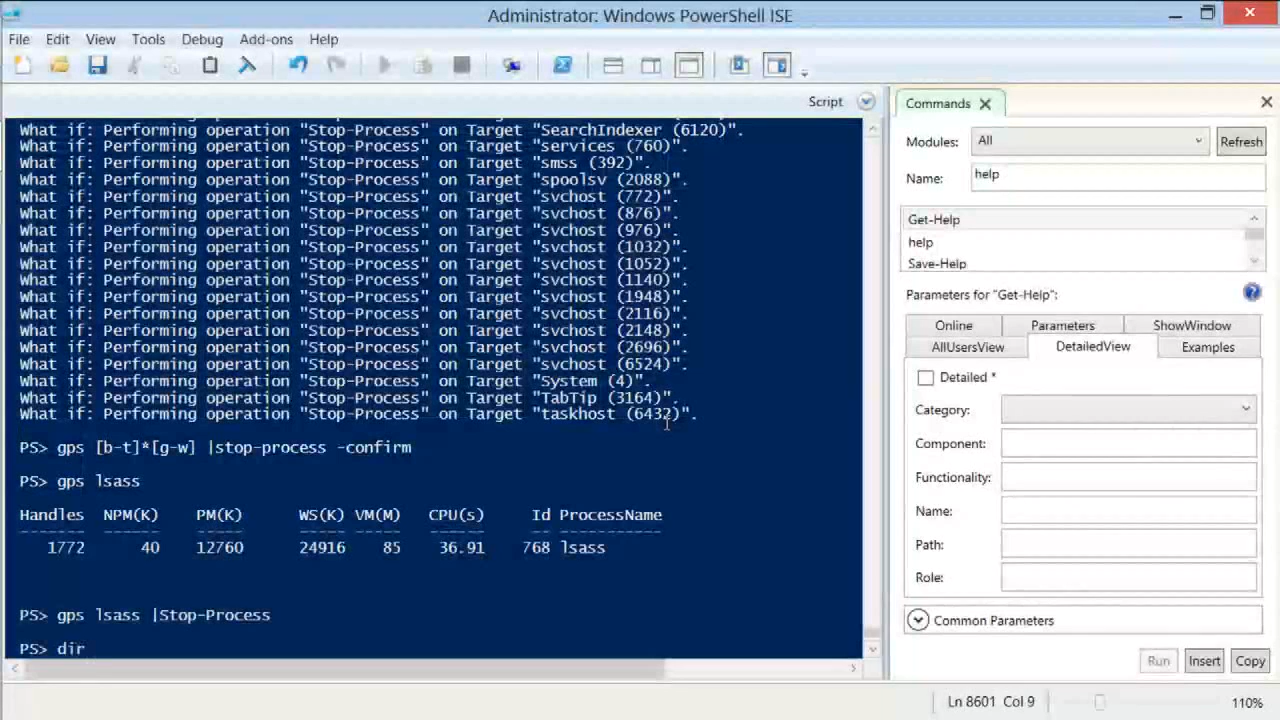 Administrator: Windows PowerShell ISE
File Edit View Tools Debug Add-ons Help
Script
What if: Performing operation "Stop-Process" on Target "SearchIndexer (6120)".
What if: Performing operation "Stop-Process" on Target "services (760)".
What if: Performing operation "Stop-Process" on Target "smss (392)".
What if: Performing operation "Stop-Process" on Target "spoolsv (2088)".
What if: Performing operation "Stop-Process" on Target "svchost (772)".
What if: Performing operation "Stop-Process" on Target "svchost (876)".
What if: Performing operation "Stop-Process" on Target "svchost (976)".
What if: Performing operation "Stop-Process" on Target "svchost (1032)".
What if: Performing operation "Stop-Process" on Target "svchost (1052)".
What if: Performing operation "Stop-Process" on Target "svchost (1140)".
What if: Performing operation "Stop-Process" on Target "svchost (1948)".
What if: Performing operation "Stop-Process" on Target "svchost (2116)".
What if: Performing operation "Stop-Process" on Target "svchost (2148)".
What if: Performing operation "Stop-Process" on Target "svchost (2696)".
What if: Performing operation "Stop-Process" on Target "svchost (6524)".
What if: Performing operation "Stop-Process" on Target "System (4)".
What if: Performing operation "Stop-Process" on Target "TabTip (3164)".
What if: Performing operation "Stop-Process" on Target "taskhost (6432)".
PS> gps [b-t]*[g-w] |stop-process -confirm
PS> gps lsass
Handles NPM(K) PM(K) WS(K) VM(M) CPU(s) Id ProcessName
------- ------ ----- ----- ----- ------ -- -----------
1772 40 12760 24916 85 36.91 768 lsass
PS> gps lsass |Stop-Process
PS> dir
Commands
Modules: All Refresh
Name: help
Get-Help
help
Save-Help
Parameters for "Get-Help":
Online Parameters ShowWindow
AllUsersView DetailedView Examples
Detailed *
Category:
Component:
Functionality:
Name:
Path:
Role:
Common Parameters
Run Insert Copy
Ln 8601 Col 9 110%